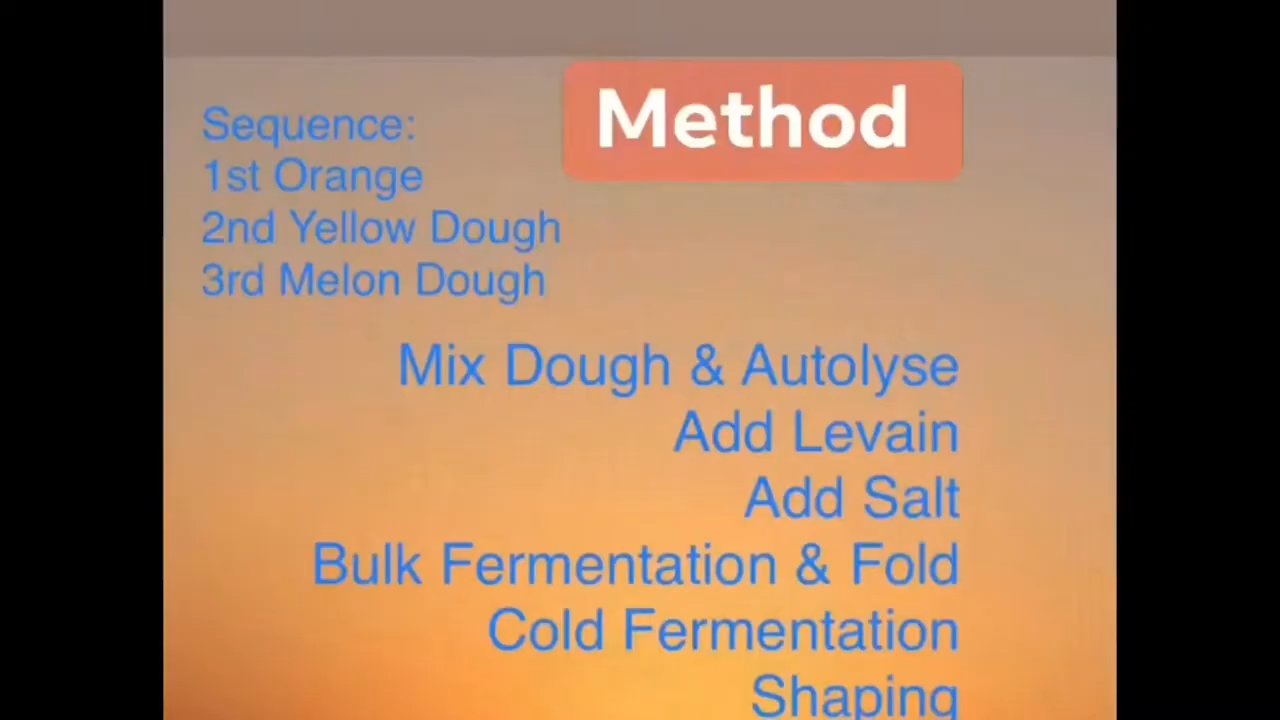 Method
Sequence:
1st Orange
2nd Yellow Dough
3rd Melon Dough
Mix Dough & Autolyse
Add Levain
Add Salt
Bulk Fermentation & Fold
Cold Fermentation
Shaping